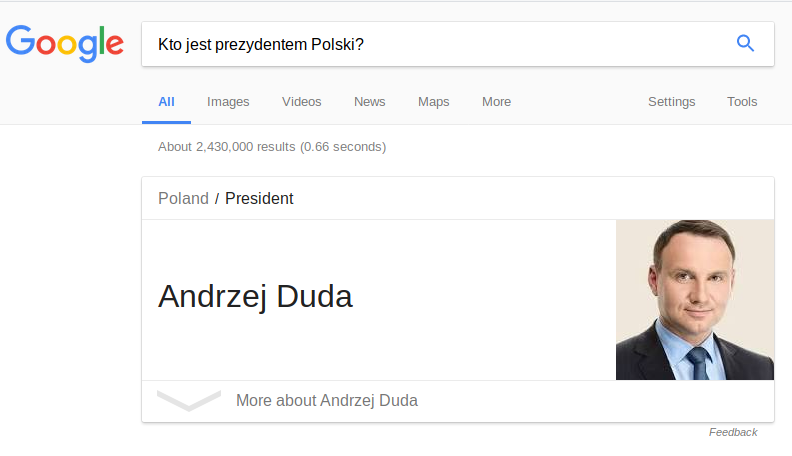 Google
Kto jest prezydentem Polski?
All Images Videos News Maps More Settings Tools
About 2,430,000 results (0.66 seconds)
Poland / President
Andrzej Duda
More about Andrzej Duda
Feedback